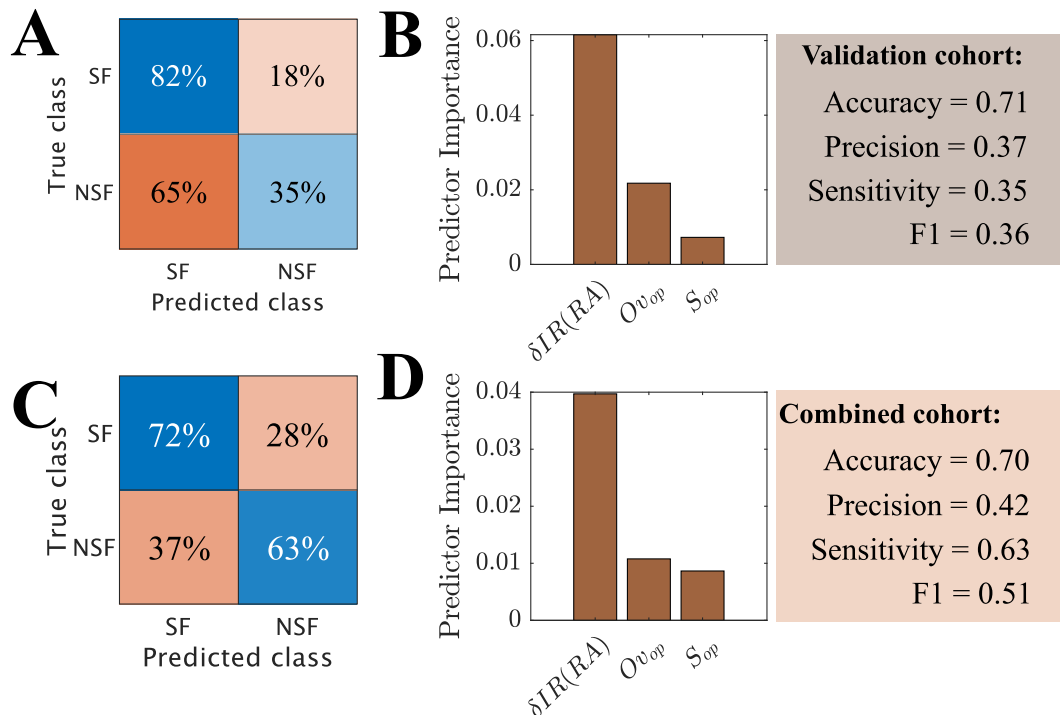 A
True class
SF
NSF
82%
18%
65%
35%
SF
NSF
Predicted class
B
Predictor Importance
0.06
0.04
0.02
0
δIR(RA)
Ov_op
S_op
Validation cohort:
Accuracy = 0.71
Precision = 0.37
Sensitivity = 0.35
F1 = 0.36
C
True class
SF
NSF
72%
28%
37%
63%
SF
NSF
Predicted class
D
Predictor Importance
0.04
0.03
0.02
0.01
0
δIR(RA)
Ov_op
S_op
Combined cohort:
Accuracy = 0.70
Precision = 0.42
Sensitivity = 0.63
F1 = 0.51